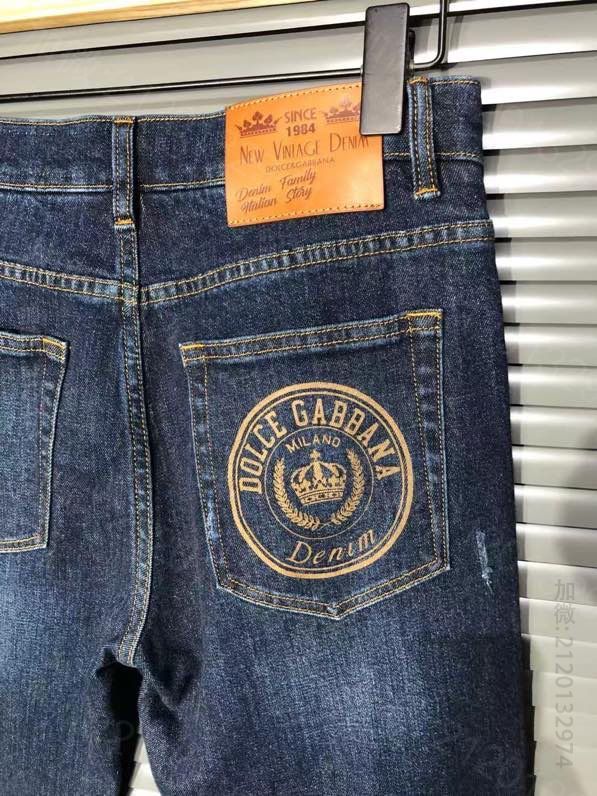 SINCE
1984
NEW VINTAGE DENIM
DOLCE&GABBANA
Denim Family
Italian Story
DOLCE GABBANA
MILANO
Denim
加微:2120132974